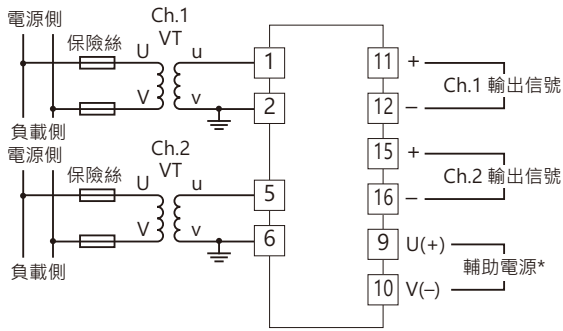 電源側
Ch.1
VT
保險絲
U
u
V
v
負載側
1
2
電源側
Ch.2
VT
保險絲
U
u
V
v
負載側
5
6
11 +
Ch.1 輸出信號
12 –
15 +
Ch.2 輸出信號
16 –
9 U(+)
輔助電源*
10 V(–)